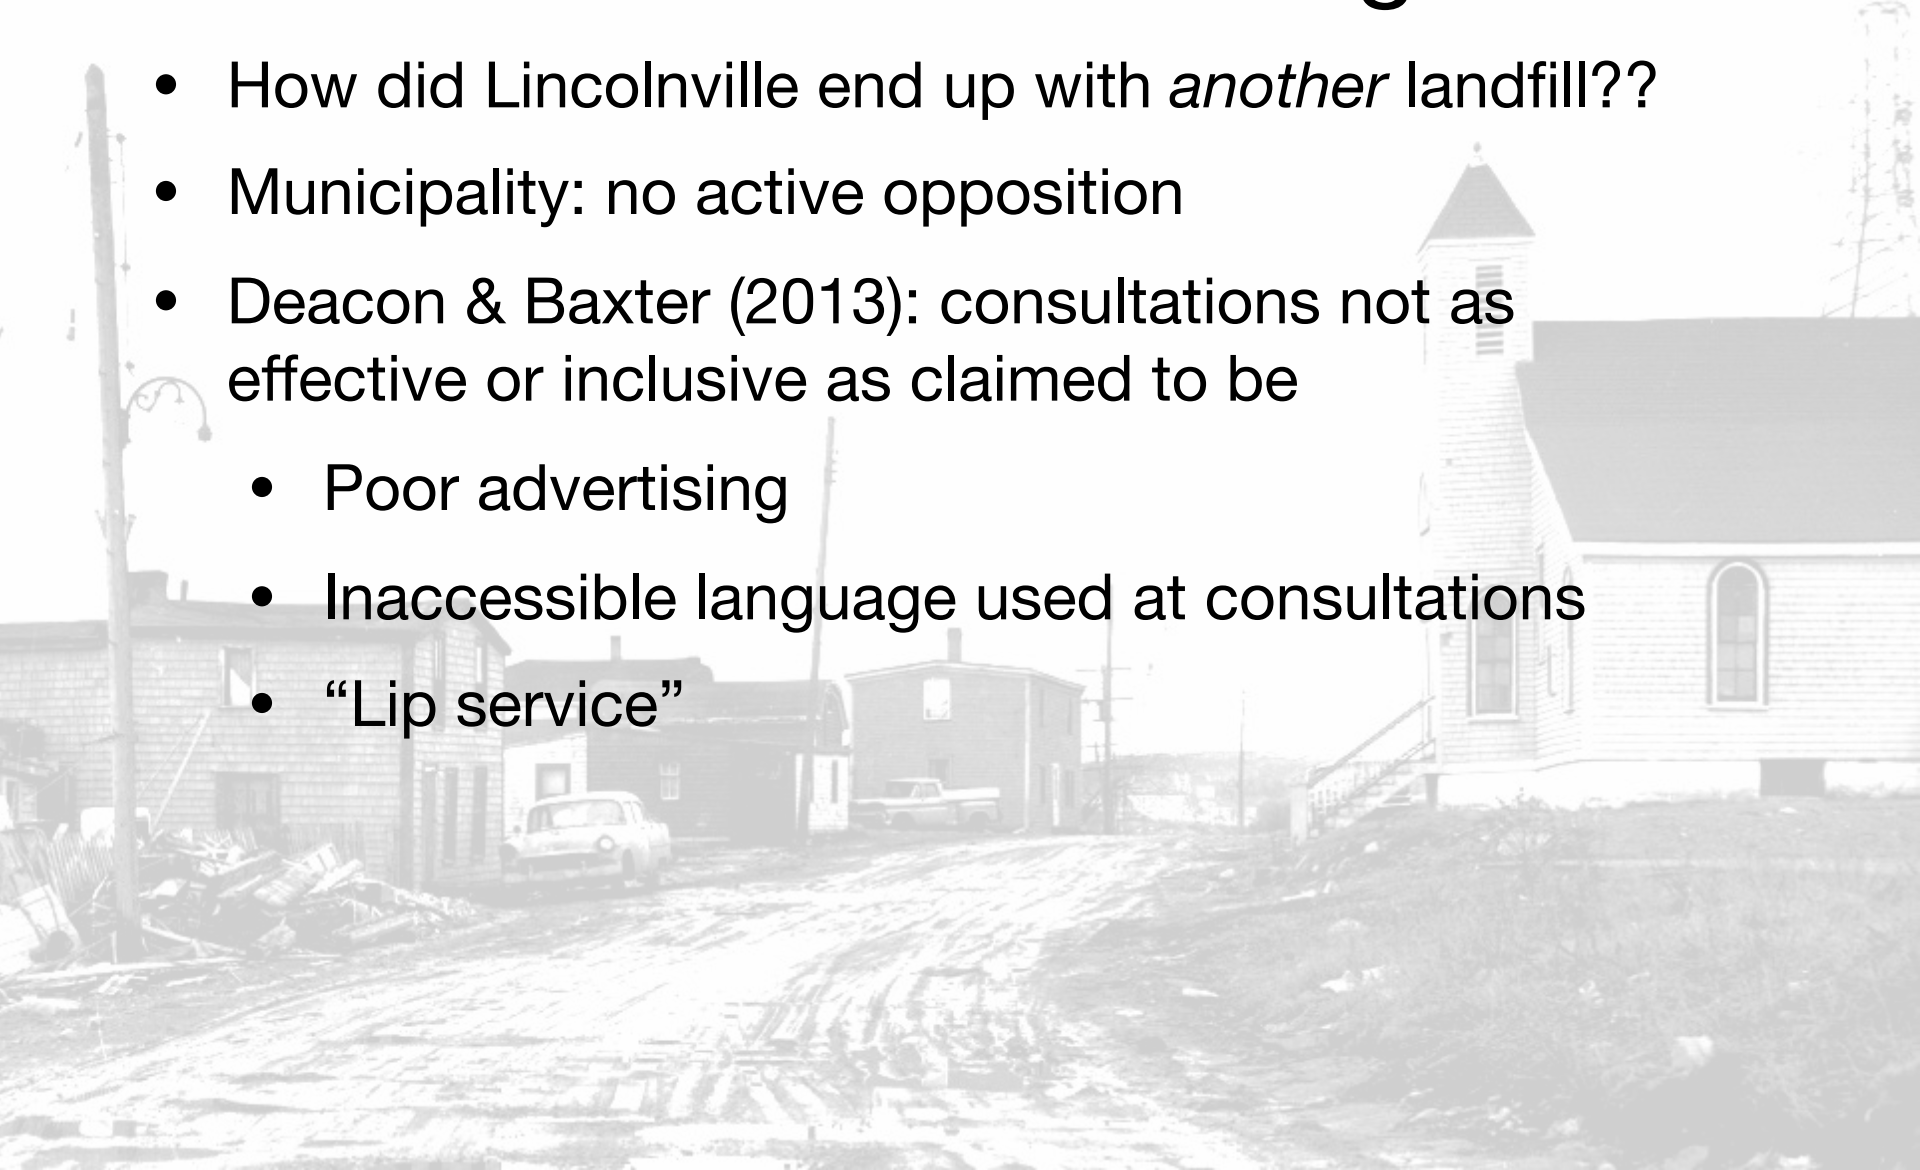 • How did Lincolnville end up with another landfill??
• Municipality: no active opposition
• Deacon & Baxter (2013): consultations not as
effective or inclusive as claimed to be
• Poor advertising
• Inaccessible language used at consultations
• “Lip service”